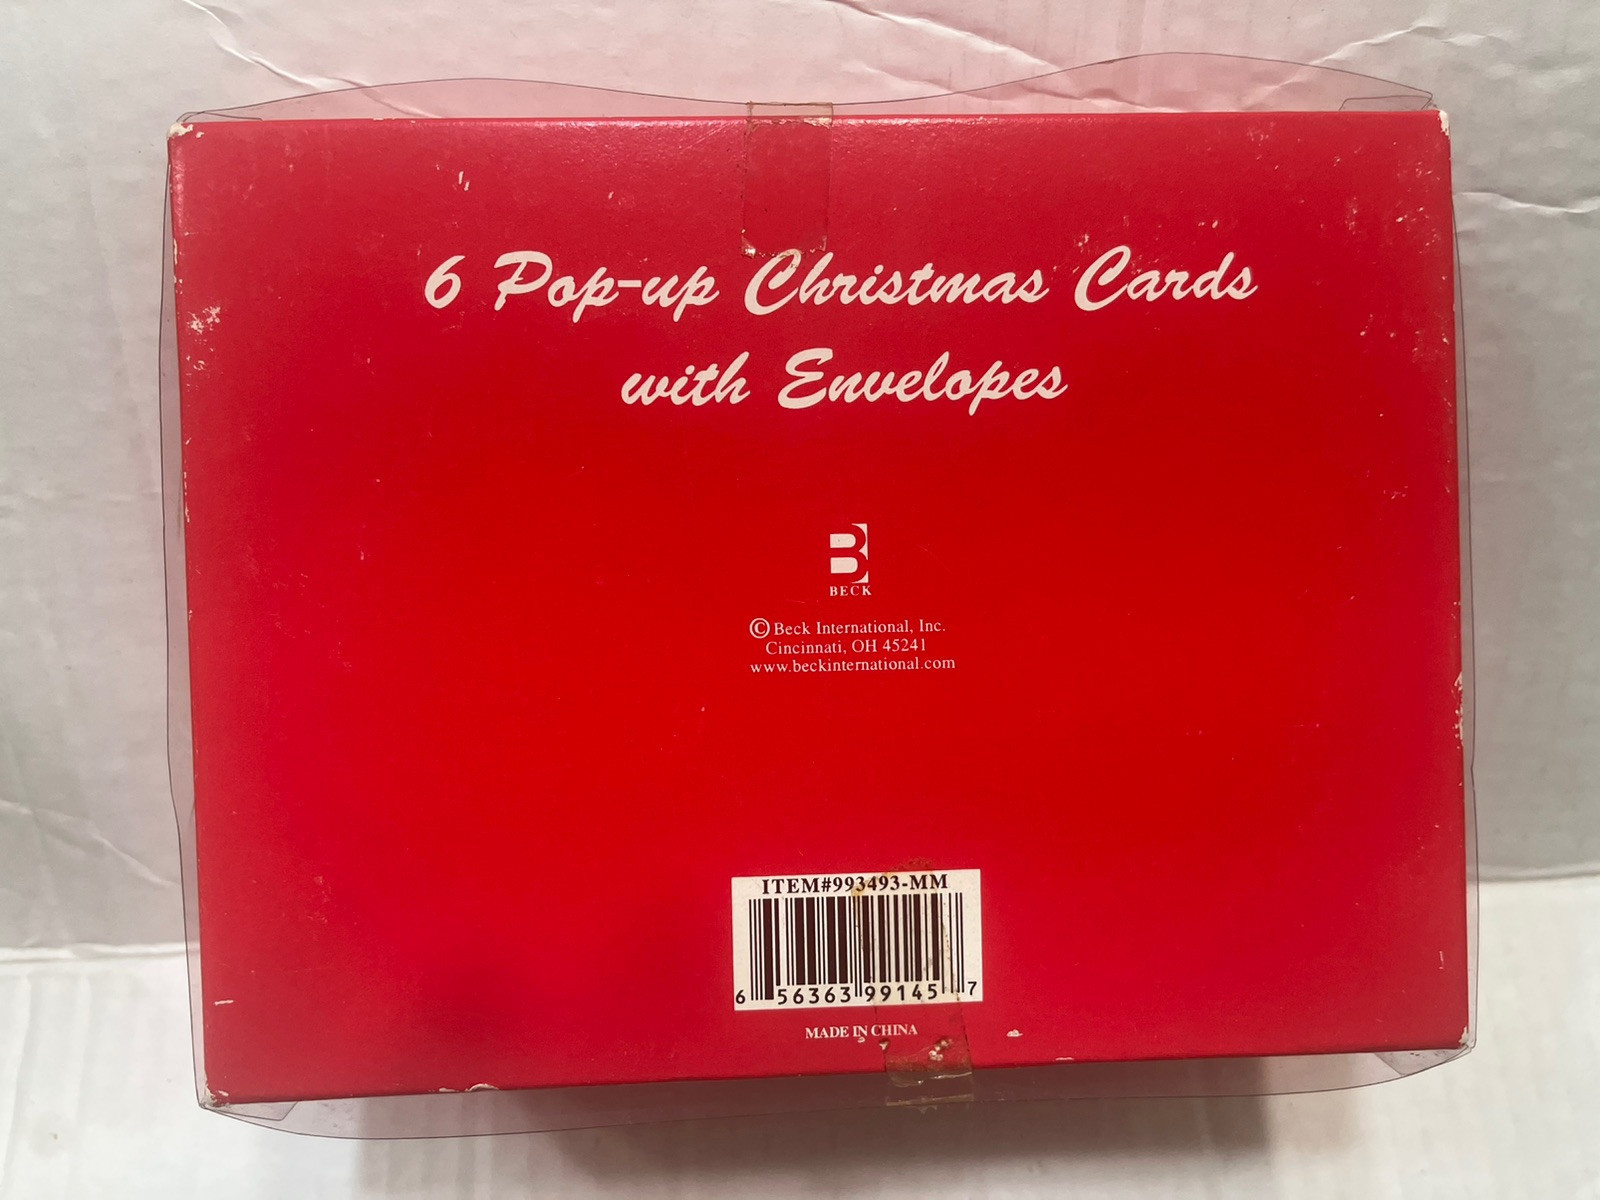 6 Pop-up Christmas Cards
with Envelopes
B
BECK
©Beck International, Inc.
Cincinnati, OH 45241
www.beckinternational.com
ITEM#993493-MM
6 56363 99145 7
MADE IN CHINA